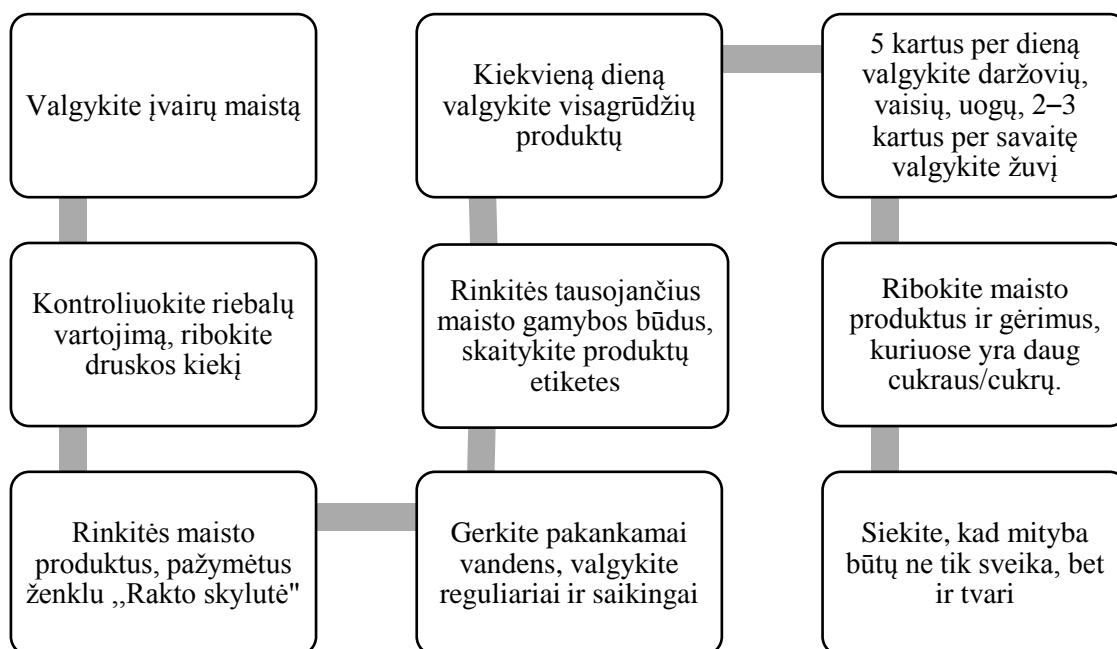 Valgykite įvairų maistą
Kontroliuokite riebalų
vartojimą, ribokite
druskos kiekį
Rinkitės maisto
produktus, pažymėtus
ženklu ,,Rakto skylutė"
Gerkite pakankamai
vandens, valgykite
reguliariai ir saikingai
Rinkitės tausojančius
maisto gamybos būdus,
skaitykite produktų
etiketes
Kiekvieną dieną
valgykite visagrūdžių
produktų
5 kartus per dieną
valgykite daržovių,
vaisių, uogų, 2–3
kartus per savaitę
valgykite žuvį
Ribokite maisto
produktus ir gėrimus,
kuriuose yra daug
cukraus/cukrų.
Siekite, kad mityba
būtų ne tik sveika, bet
ir tvari